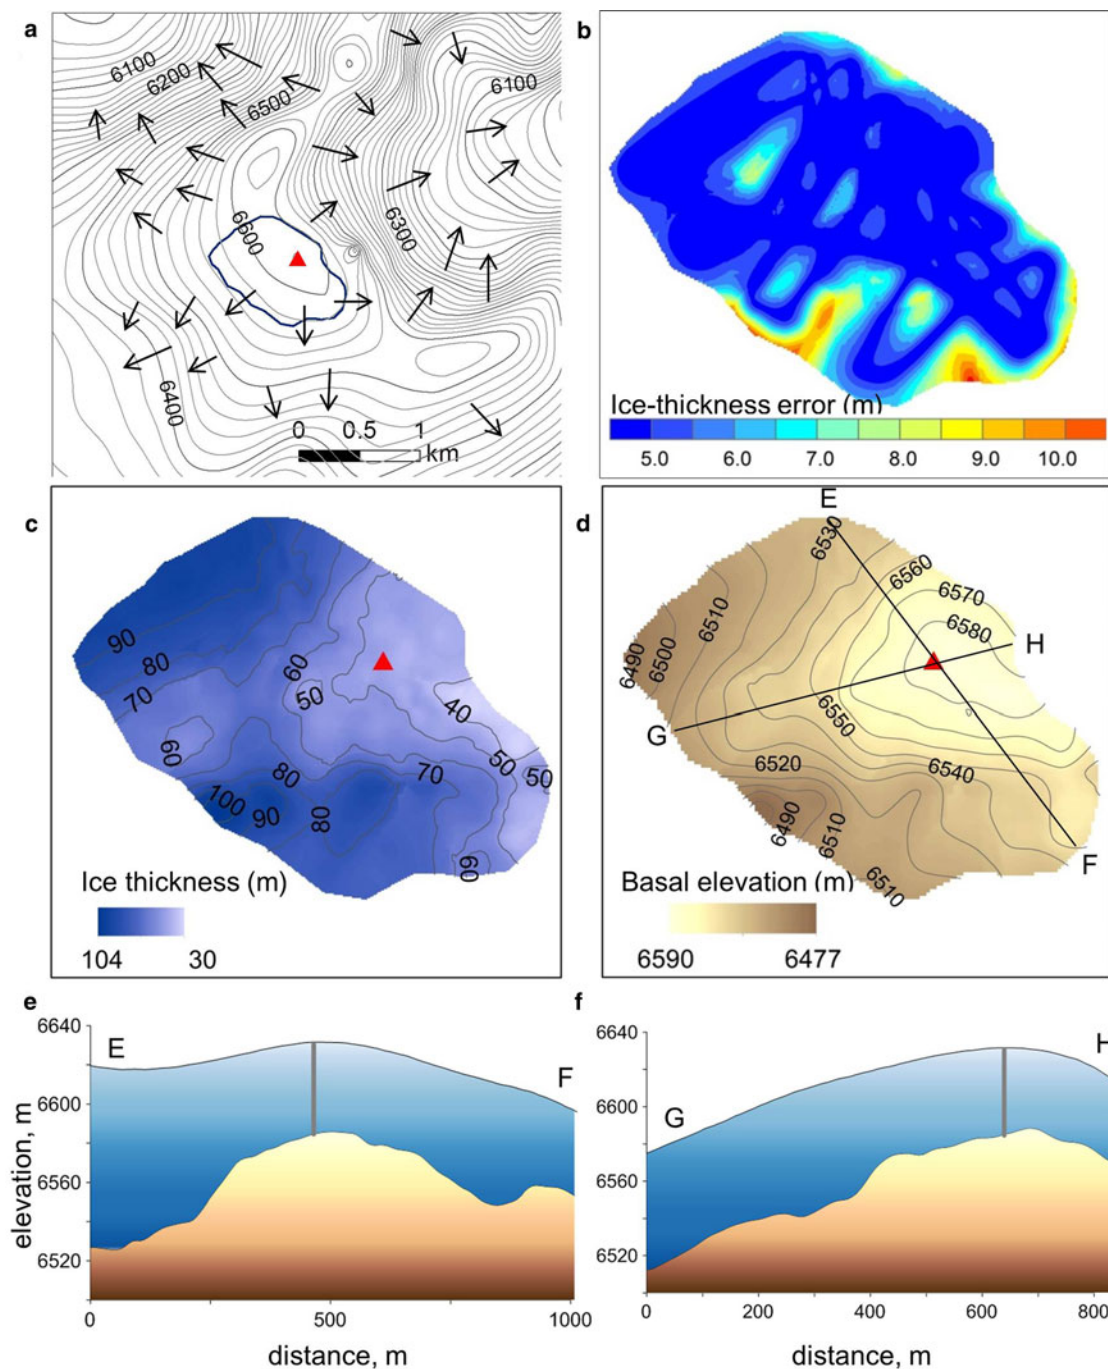 a
6100
6200
6500
6100
6600
6300
6400
0 0.5 1
km
b
Ice-thickness error (m)
5.0 6.0 7.0 8.0 9.0 10.0
c
90
80
70
60
50
40
60
80
70
50
50
100
90
80
60
Ice thickness (m)
104 30
d
E
6530
6560
6570
6510
6580
H
6500
6490
G
6550
6520
6540
6490
6510
6510
F
Basal elevation (m)
6590 6477
e
6640
E
F
6600
6560
6520
elevation, m
0 500 1000
distance, m
f
6640
H
6600
G
6560
6520
0 200 400 600 800
distance, m